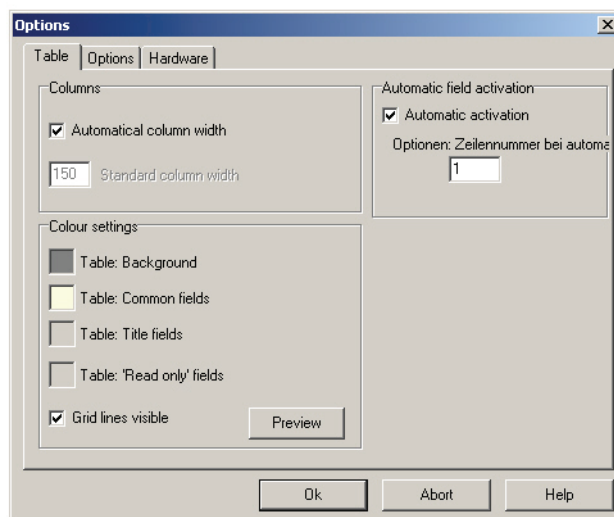 Options
Table Options Hardware
Columns
Automatical column width
150 Standard column width
Automatic field activation
Automatic activation
Optionen: Zeilennummer bei automa
1
Colour settings
Table: Background
Table: Common fields
Table: Title fields
Table: 'Read only' fields
Grid lines visible
Preview
Ok Abort Help